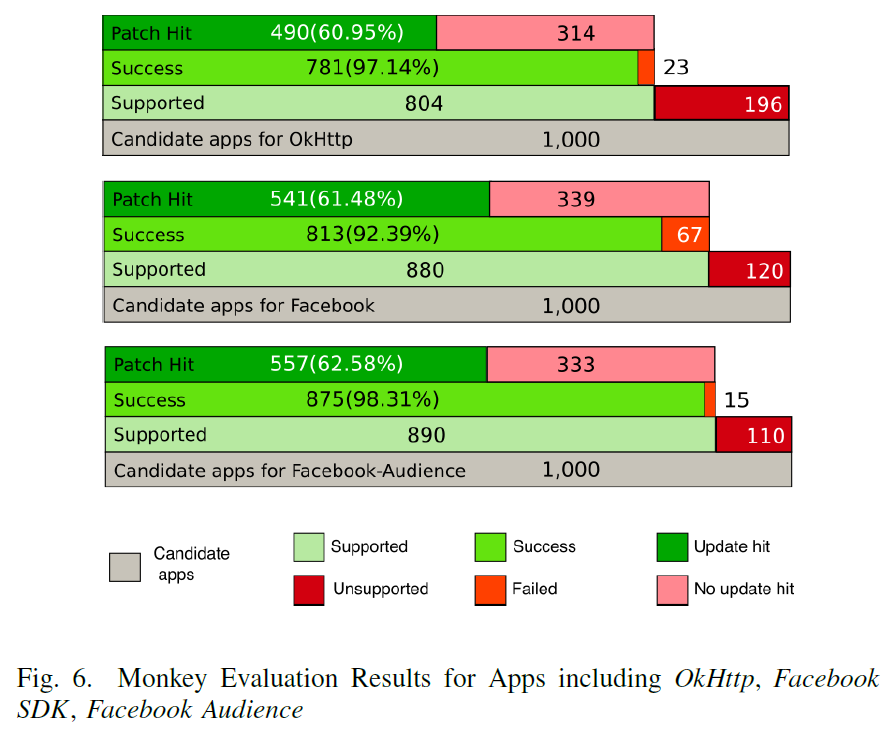 Patch Hit 490(60.95%) 314
Success 781(97.14%) 23
Supported 804 196
Candidate apps for OkHttp 1,000
Patch Hit 541(61.48%) 339
Success 813(92.39%) 67
Supported 880 120
Candidate apps for Facebook 1,000
Patch Hit 557(62.58%) 333
Success 875(98.31%) 15
Supported 890 110
Candidate apps for Facebook-Audience 1,000
Candidate
apps
Supported Success Update hit
Unsupported Failed No update hit
Fig. 6. Monkey Evaluation Results for Apps including OkHttp, Facebook
SDK, Facebook Audience